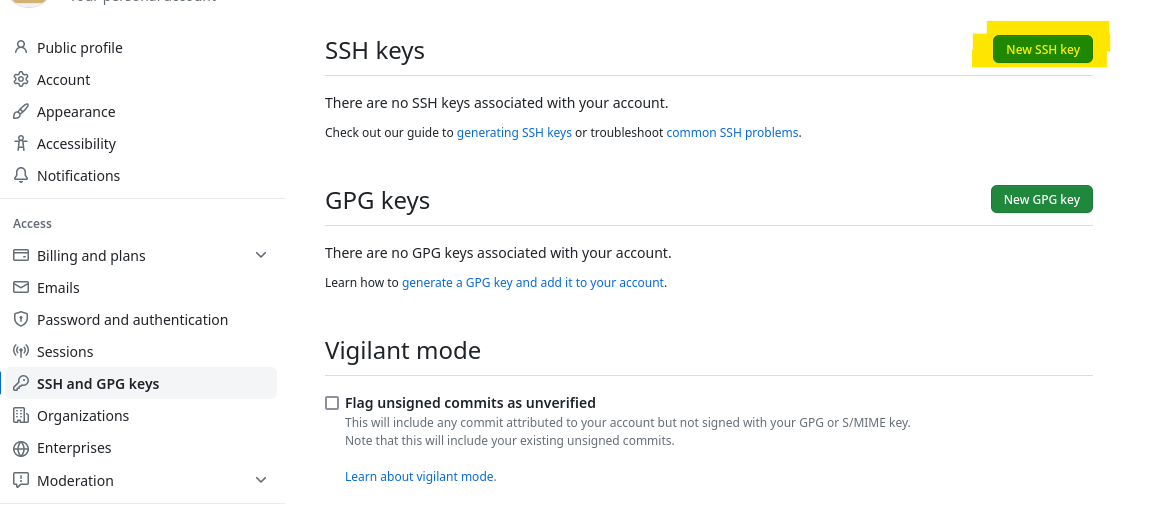 Your personal account
Public profile
Account
Appearance
Accessibility
Notifications
Access
Billing and plans
Emails
Password and authentication
Sessions
SSH and GPG keys
Organizations
Enterprises
Moderation
SSH keys
New SSH key
There are no SSH keys associated with your account.
Check out our guide to generating SSH keys or troubleshoot common SSH problems.
GPG keys
New GPG key
There are no GPG keys associated with your account.
Learn how to generate a GPG key and add it to your account.
Vigilant mode
Flag unsigned commits as unverified
This will include any commit attributed to your account but not signed with your GPG or S/MIME key.
Note that this will include your existing unsigned commits.
Learn about vigilant mode.